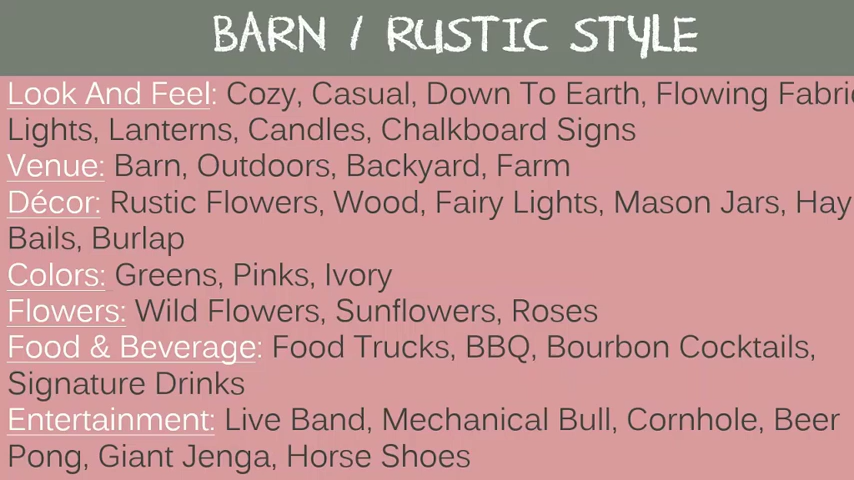 BARN / RUSTIC STYLE
Look And Feel: Cozy, Casual, Down To Earth, Flowing
Lights, Lanterns, Candles, Chalkboard Signs
Venue: Barn, Outdoors, Backyard, Farm
Décor: Rustic Flowers, Wood, Fairy Lights, Mason Jars, Hay
Bails, Burlap
Colors: Greens, Pinks, Ivory
Flowers: Wild Flowers, Sunflowers, Roses
Food & Beverage: Food Trucks, BBQ, Bourbon Cocktails,
Signature Drinks
Entertainment: Live Band, Mechanical Bull, Cornhole, Beer
Pong, Giant Jenga, Horse Shoes